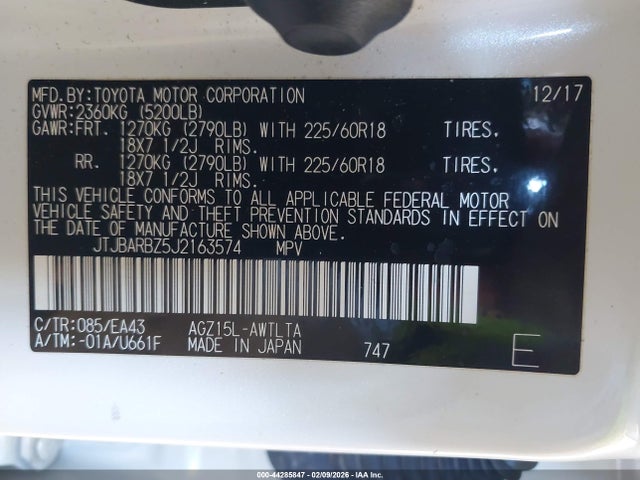 MFD.BY:TOYOTA MOTOR CORPORATION 12/17
GVWR:2360KG (5200LB)
GAWR:FRT. 1270KG (2790LB) WITH 225/60R18 TIRES,
18X7 1/2J RIMS.
RR. 1270KG (2790LB) WITH 225/60R18 TIRES,
18X7 1/2J RIMS.
THIS VEHICLE CONFORMS TO ALL APPLICABLE FEDERAL MOTOR
VEHICLE SAFETY AND THEFT PREVENTION STANDARDS IN EFFECT ON
THE DATE OF MANUFACTURE SHOWN ABOVE.
JTJBARBZ5J2163574 MPV
C/TR:085/EA43 AGZ15L-AWTLTA
A/TM:-01A/U661F MADE IN JAPAN 747 E
000-44285847 - 02/09/2026 - IAA Inc.